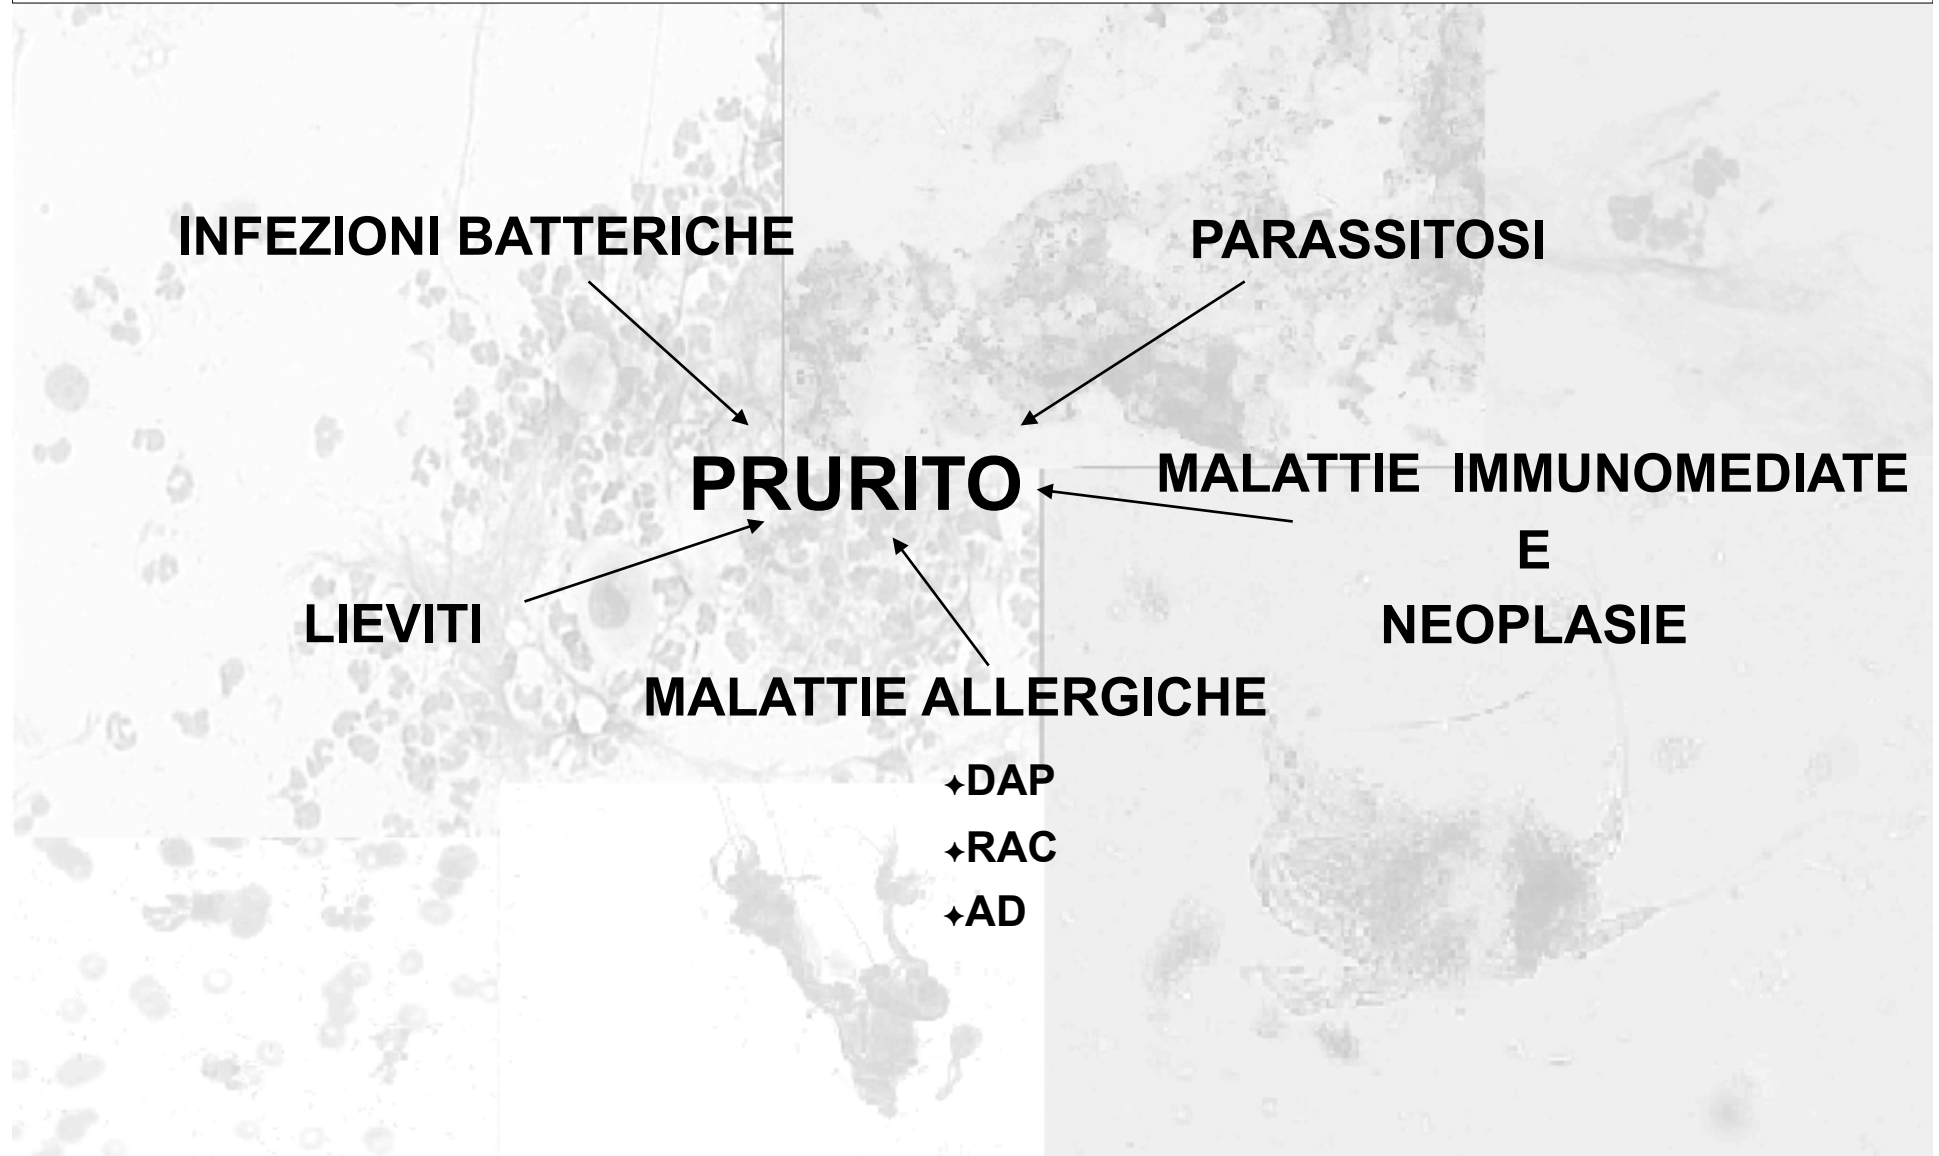 INFEZIONI BATTERICHE
PARASSITOSI
PRURITO
MALATTIE IMMUNOMEDIATE
E
NEOPLASIE
LIEVITI
MALATTIE ALLERGICHE
✦DAP
✦RAC
✦AD